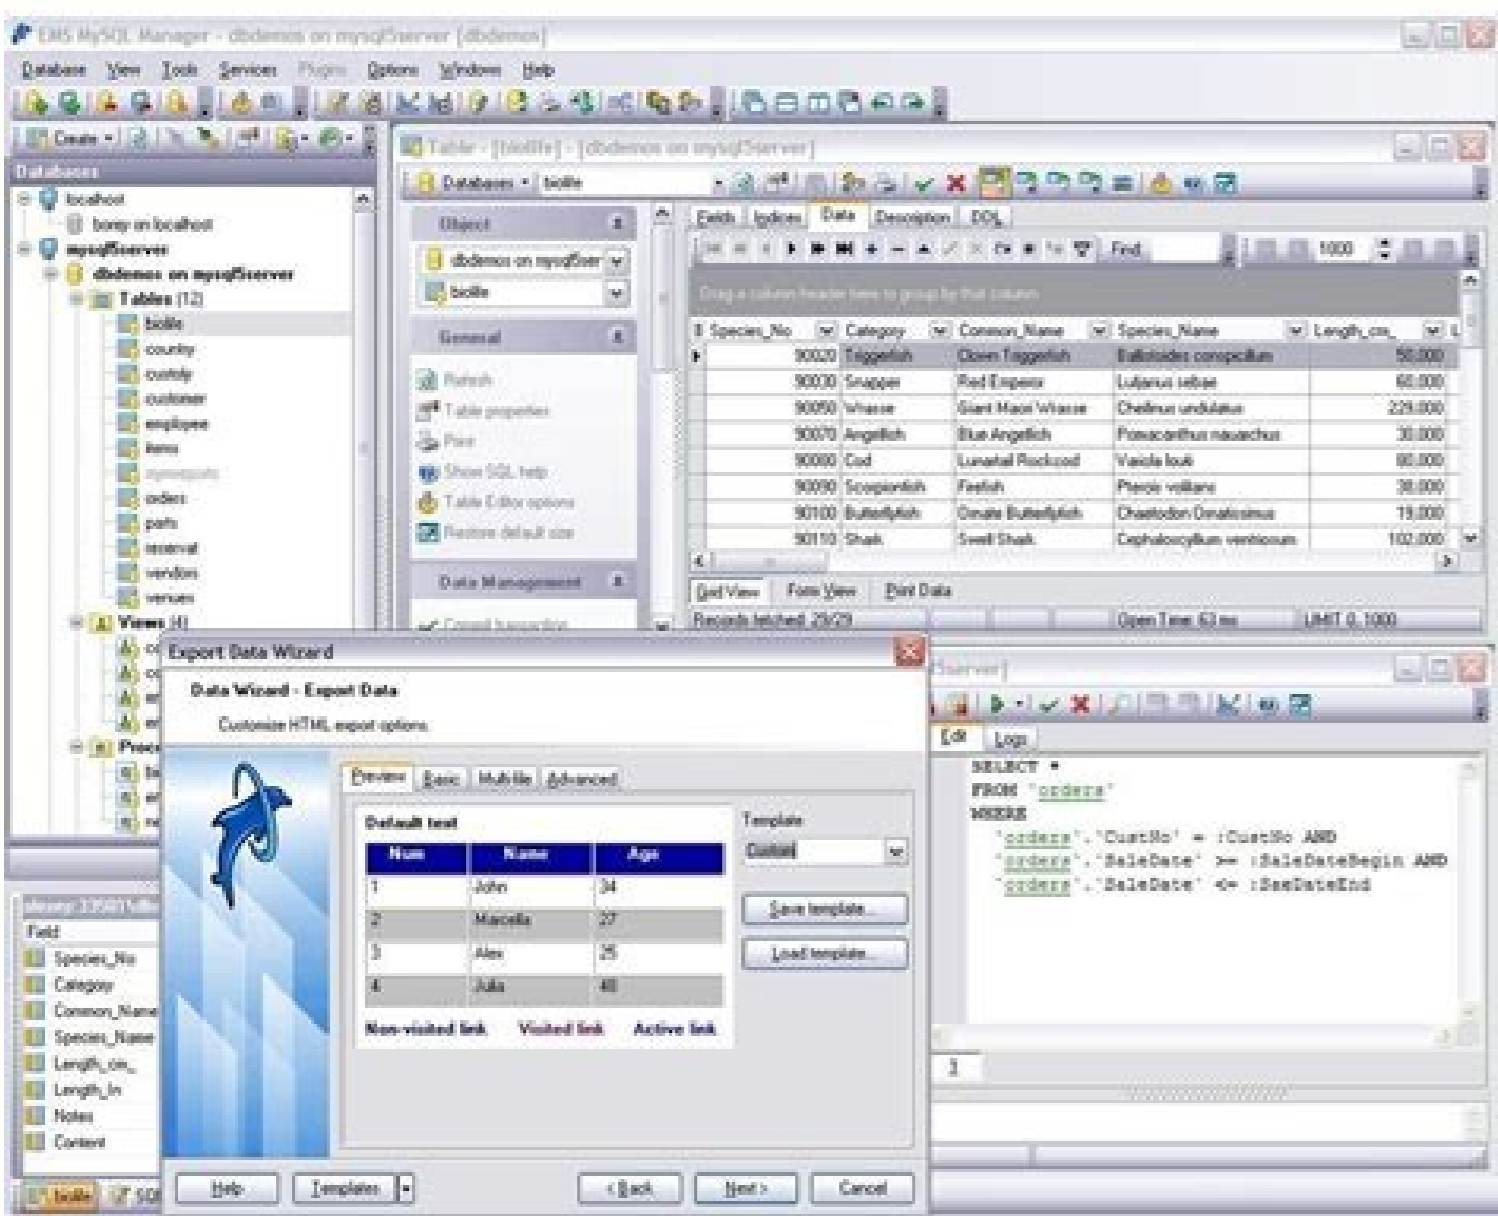 EMS MySQL Manager - dbdemos on mysql5server [dbdemos]
Database View Tools Services Plugins Options Windows Help
Create
Databases
localhost
on localhost
mysql5server
dbdemos on mysql5server
Tables (12)
biolife
country
custoly
customer
employee
items
orders
parts
reservat
vendors
venues
Views (4)
Table - [biolife] - [dbdemos on mysql5server]
Databases biolife
Object
dbdemos on mysql5ser
biolife
General
Refresh
Table properties
Print
Show SQL help
Table Editor options
Restore default size
Data Management
Commit transaction
Fields Indices Data Description DDL
Find 1000
Drag a column header here to group by that column
Species_No Category Common_Name Species_Name Length_cm_ L
90020 Triggerfish Clown Triggerfish Ballistoides conspicillum 50,000
90030 Snapper Red Emperor Lutjanus sebae 60,000
90050 Wrasse Giant Maori Wrasse Cheilinus undulatus 229,000
90070 Angelfish Blue Angelfish Pomacanthus nauarchus 30,000
90080 Cod Lunartail Rockcod Variola louti 80,000
90090 Scorpionfish Firefish Pterois volitans 38,000
90100 Butterflyfish Ornate Butterflyfish Chaetodon Ornatissimus 19,000
90110 Shark Swell Shark Cephaloscyllium ventriosum 102,000
Grid View Form View Print Data
Records fetched: 29/29 Open Time: 63 ms LIMIT 0, 1000
Export Data Wizard
Data Wizard - Export Data
Customize HTML export options.
Preview Basic Multi-file Advanced
Default text
Num Name Age
1 John 34
2 Marcella 27
3 Alex 25
4 Julia 40
Non-visited link Visited link Active link
Template
Custom
Save template...
Load template...
Help Templates < Back Next > Cancel
5server]
Edit Logs
SELECT *
FROM `orders`
WHERE
`orders`.`CustNo` = :CustNo AND
`orders`.`SaleDate` >= :SaleDateBegin AND
`orders`.`SaleDate` <= :SaeDateEnd
1
Field
Species_No
Category
Common_Name
Species_Name
Length_cm_
Length_In
Notes
Content
biolife SQL